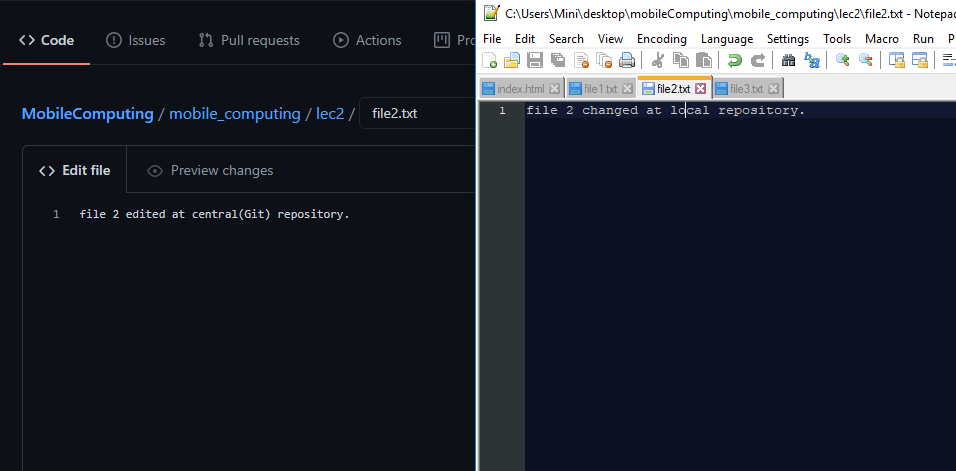 Code Issues Pull requests Actions Pro
MobileComputing / mobile_computing / lec2 / file2.txt
Edit file Preview changes
1 file 2 edited at central(Git) repository.
C:\Users\Mini\desktop\mobileComputing\mobile_computing\lec2\file2.txt - Notepa
File Edit Search View Encoding Language Settings Tools Macro Run P
index.html file1.txt file2.txt file3.txt
1 file 2 changed at local repository.